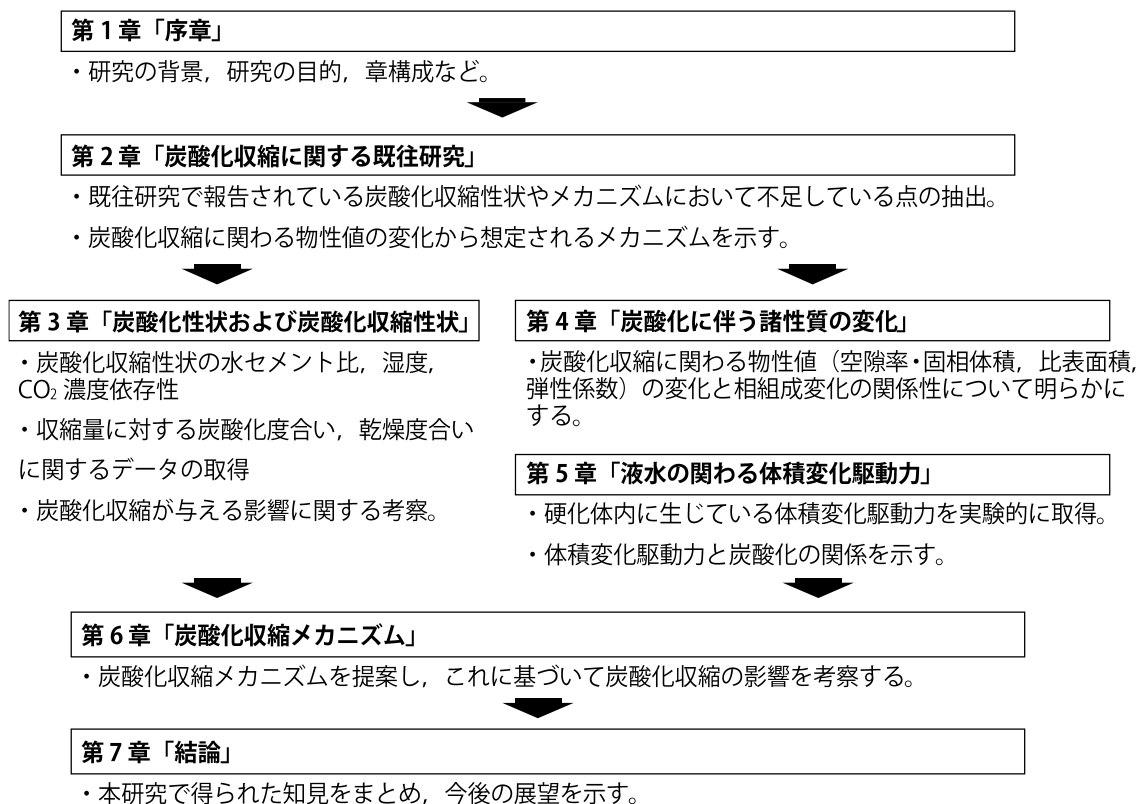 第1章「序章」
・研究の背景，研究の目的，章構成など。
第2章「炭酸化収縮に関する既往研究」
・既往研究で報告されている炭酸化収縮性状やメカニズムにおいて不足している点の抽出。
・炭酸化収縮に関わる物性値の変化から想定されるメカニズムを示す。
第3章「炭酸化性状および炭酸化収縮性状」
・炭酸化収縮性状の水セメント比，湿度，
CO₂濃度依存性
・収縮量に対する炭酸化度合い，乾燥度合い
に関するデータの取得
・炭酸化収縮が与える影響に関する考察。
第4章「炭酸化に伴う諸性質の変化」
・炭酸化収縮に関わる物性値（空隙率・固相体積，比表面積，
弾性係数）の変化と相組成変化の関係性について明らかに
する。
第5章「液水の関わる体積変化駆動力」
・硬化体内に生じている体積変化駆動力を実験的に取得。
・体積変化駆動力と炭酸化の関係を示す。
第6章「炭酸化収縮メカニズム」
・炭酸化収縮メカニズムを提案し，これに基づいて炭酸化収縮の影響を考察する。
第7章「結論」
・本研究で得られた知見をまとめ，今後の展望を示す。